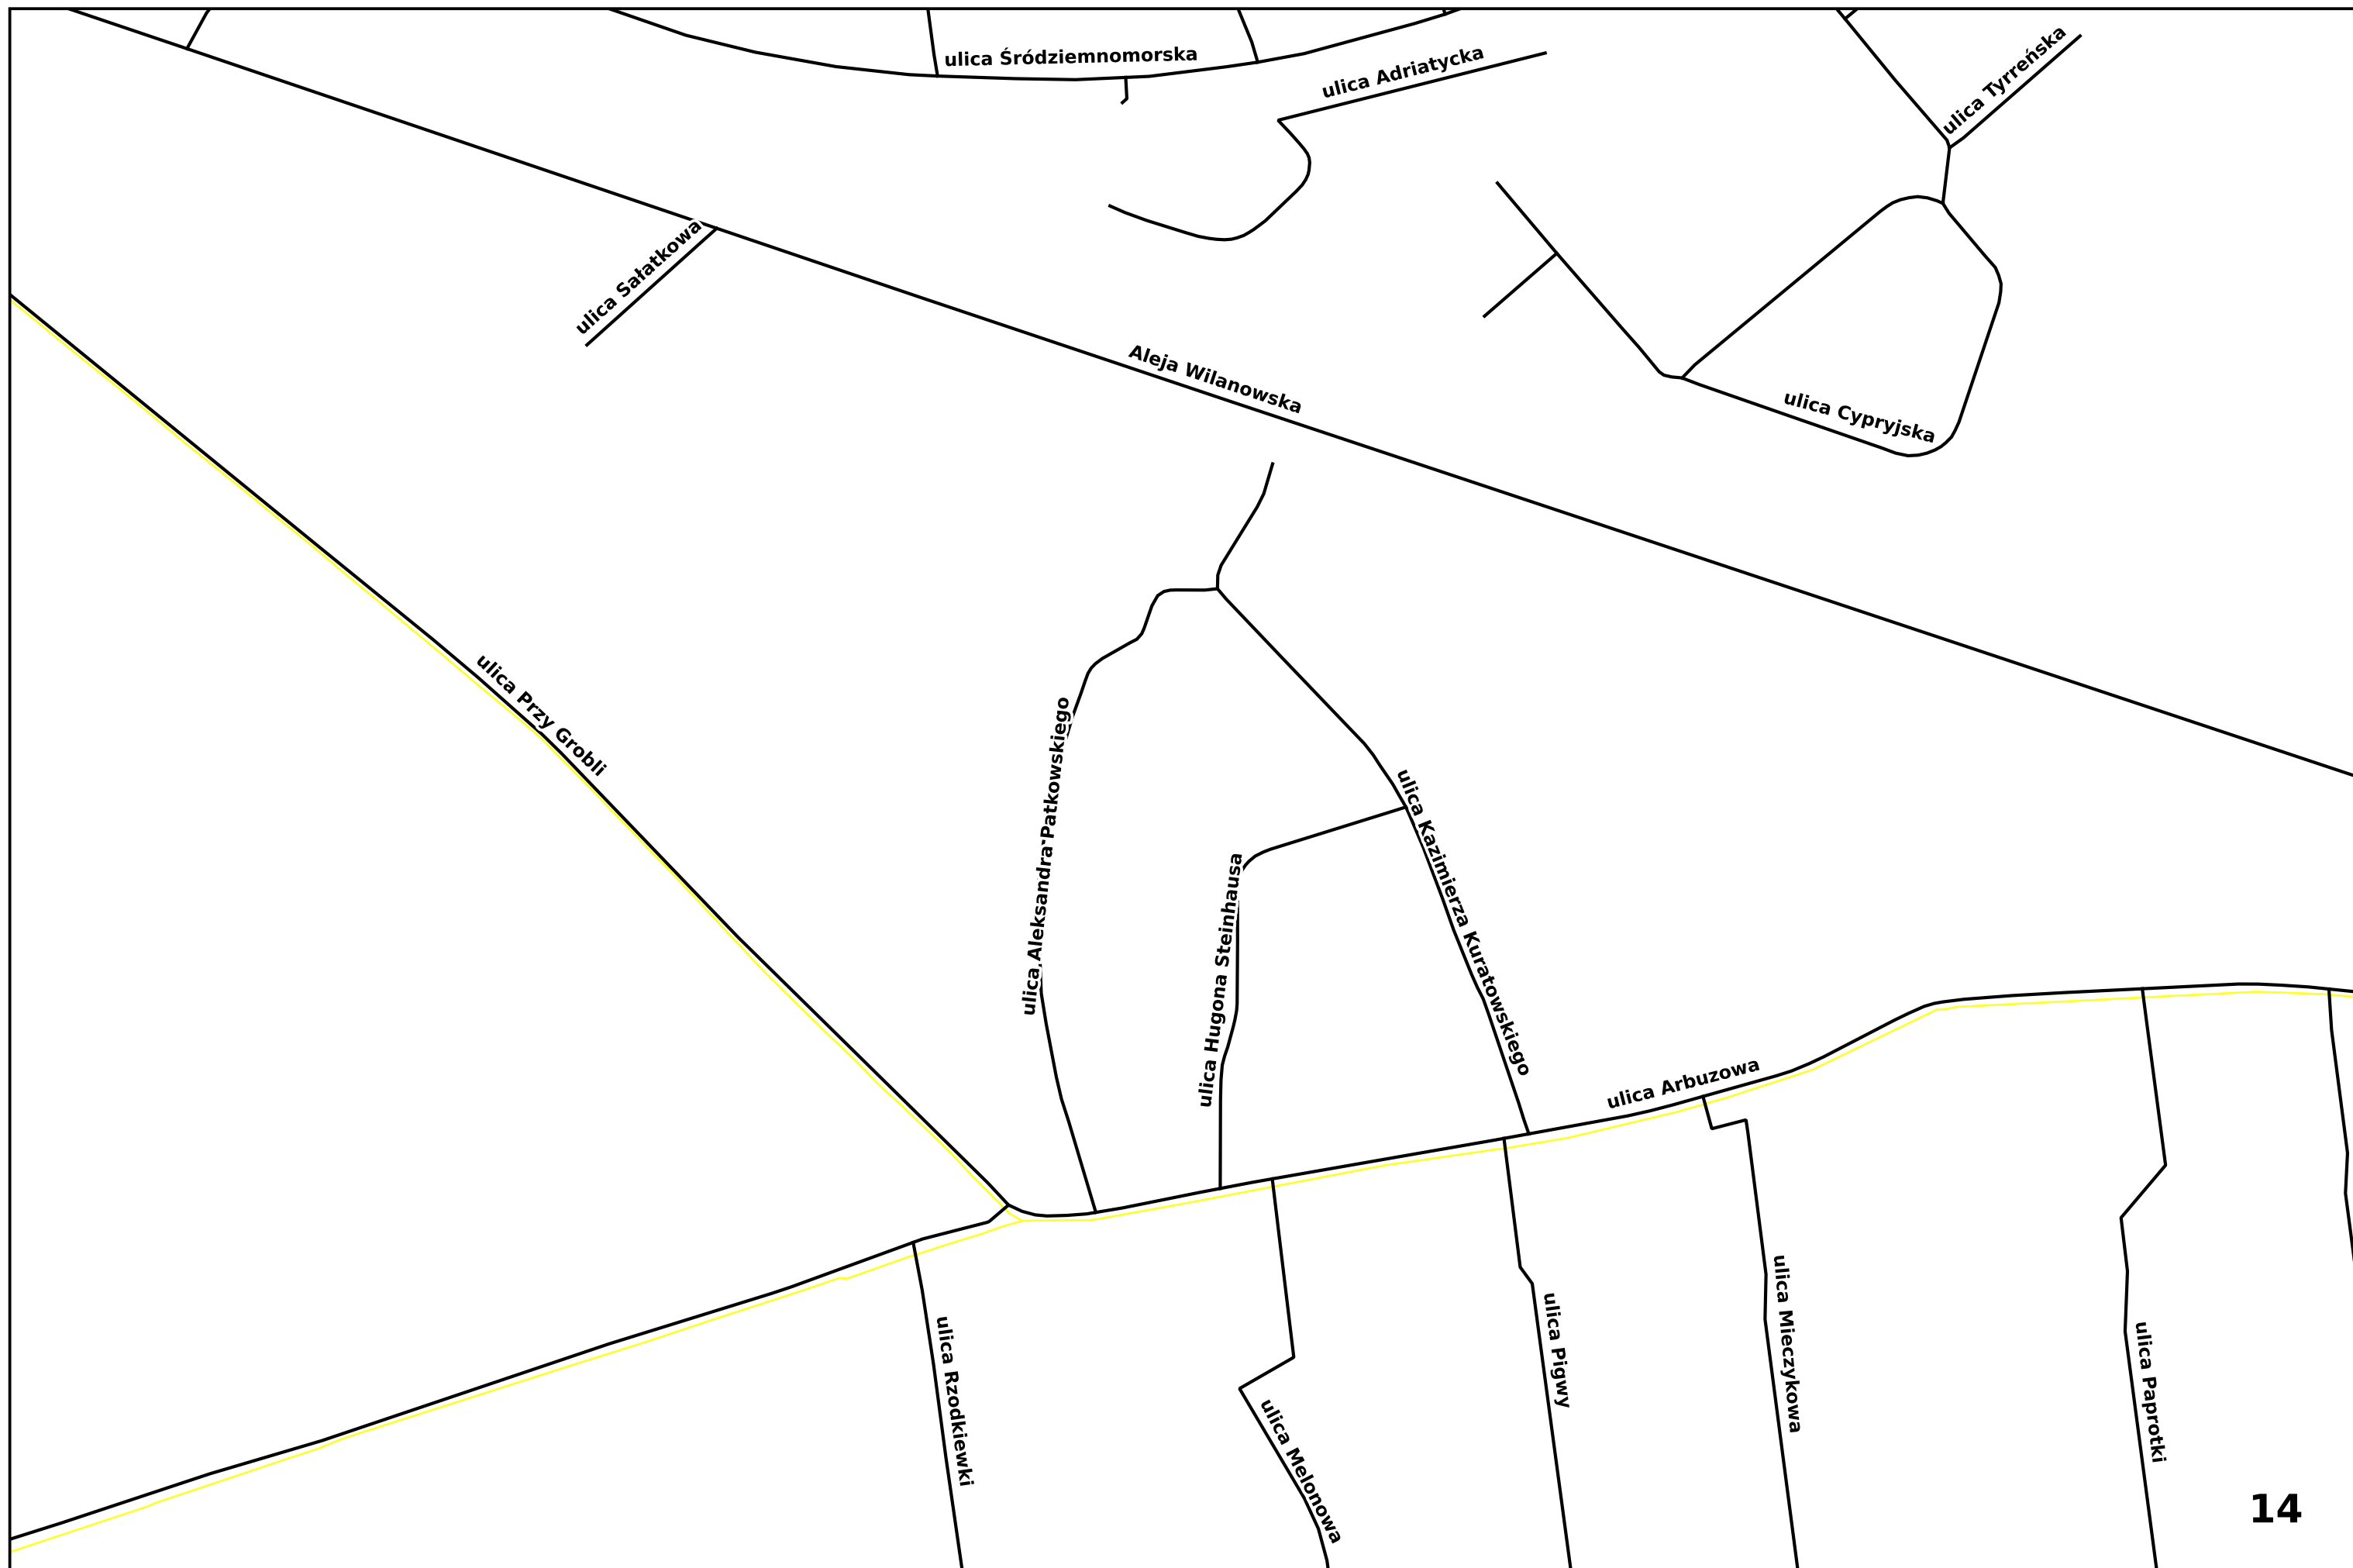 ulica Śródziemnomorska
ulica Adriatycka
ulica Tyrreńska
ulica Sałatkowa
Aleja Wilanowska
ulica Cypryjska
ulica Przy Grobli
ulica Aleksandra Patkowskiego
ulica Kazimierza Kuratowskiego
ulica Hugona Steinhausa
ulica Arbuzowa
ulica Rzodkiewki
ulica Melonowa
ulica Pigwy
ulica Mieczykowa
ulica Paprotki
14